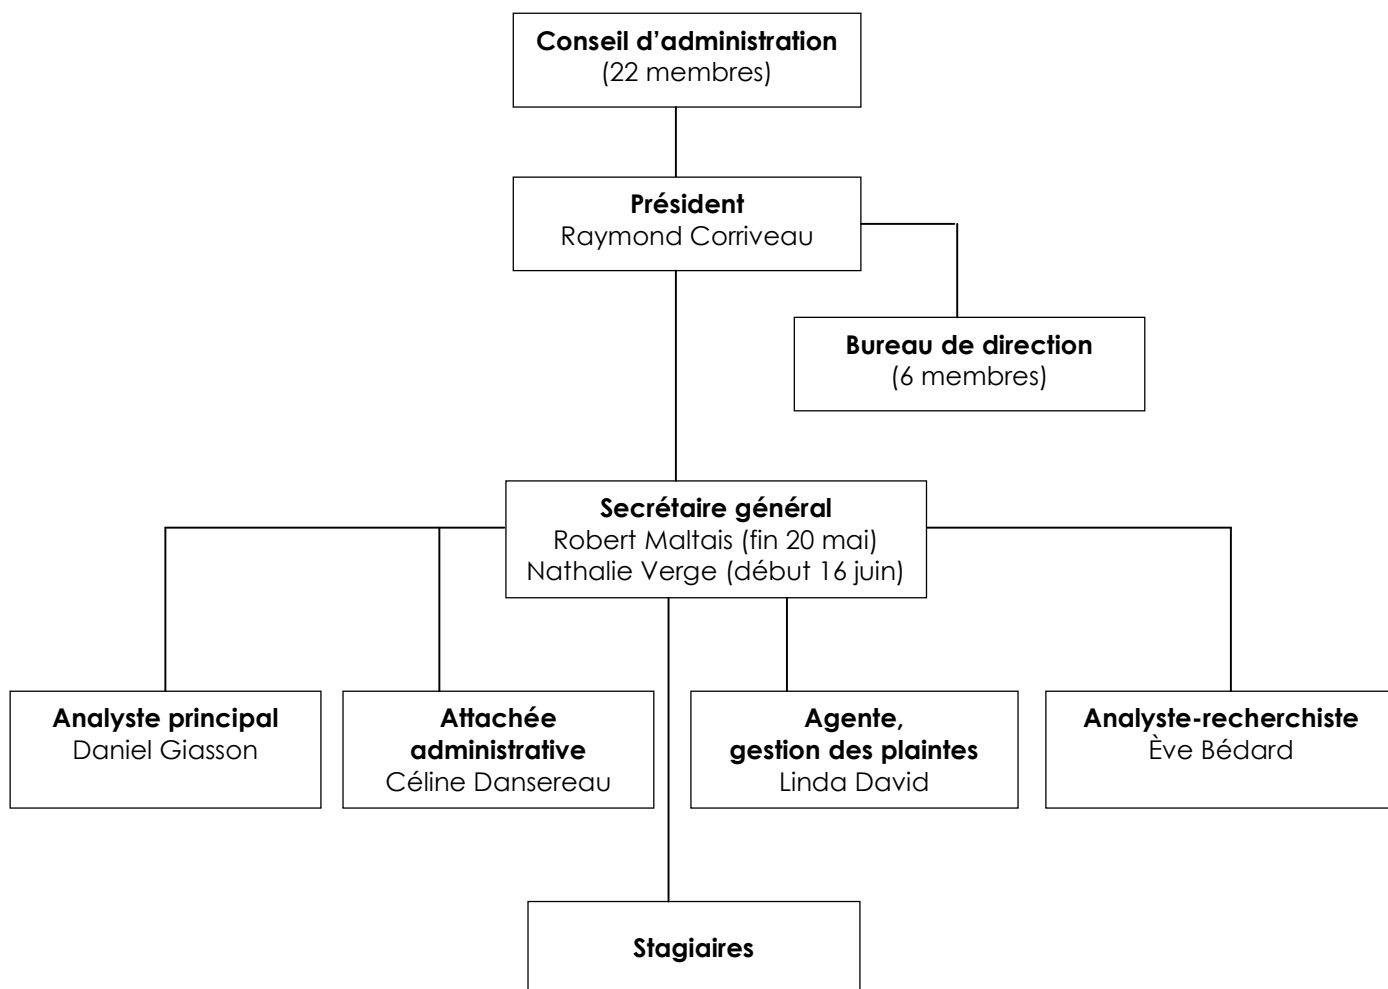 Conseil d’administration
(22 membres)
Président
Raymond Corriveau
Bureau de direction
(6 membres)
Secrétaire général
Robert Maltais (fin 20 mai)
Nathalie Verge (début 16 juin)
Analyste principal
Daniel Giasson
Attachée
administrative
Céline Dansereau
Agente,
gestion des plaintes
Linda David
Analyste-recherchiste
Ève Bédard
Stagiaires